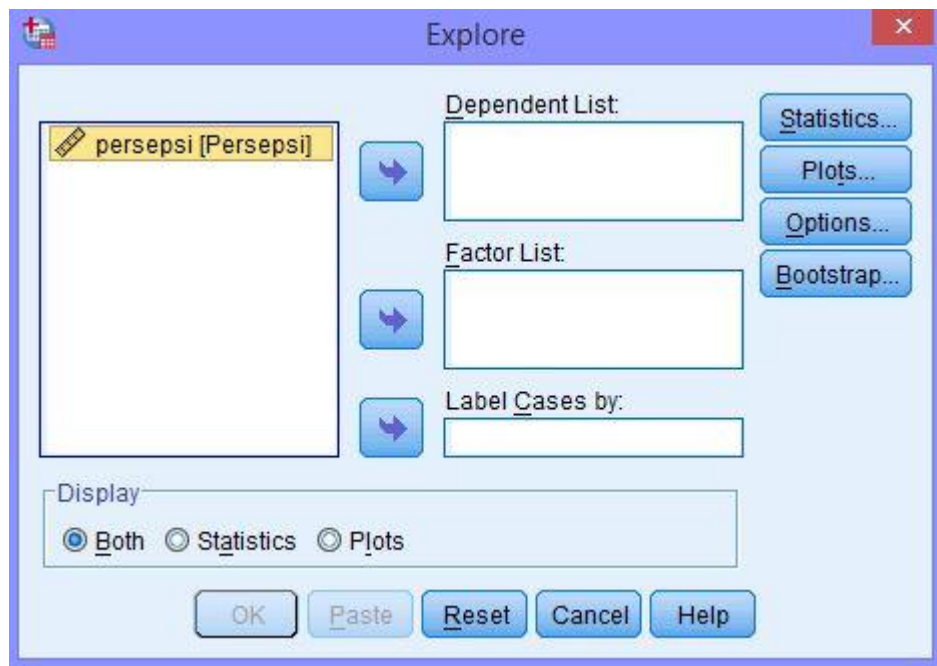 Explore
persepsi [Persepsi]
Dependent List:
Factor List:
Label Cases by:
Statistics...
Plots...
Options...
Bootstrap...
Display
Both Statistics Plots
OK Paste Reset Cancel Help